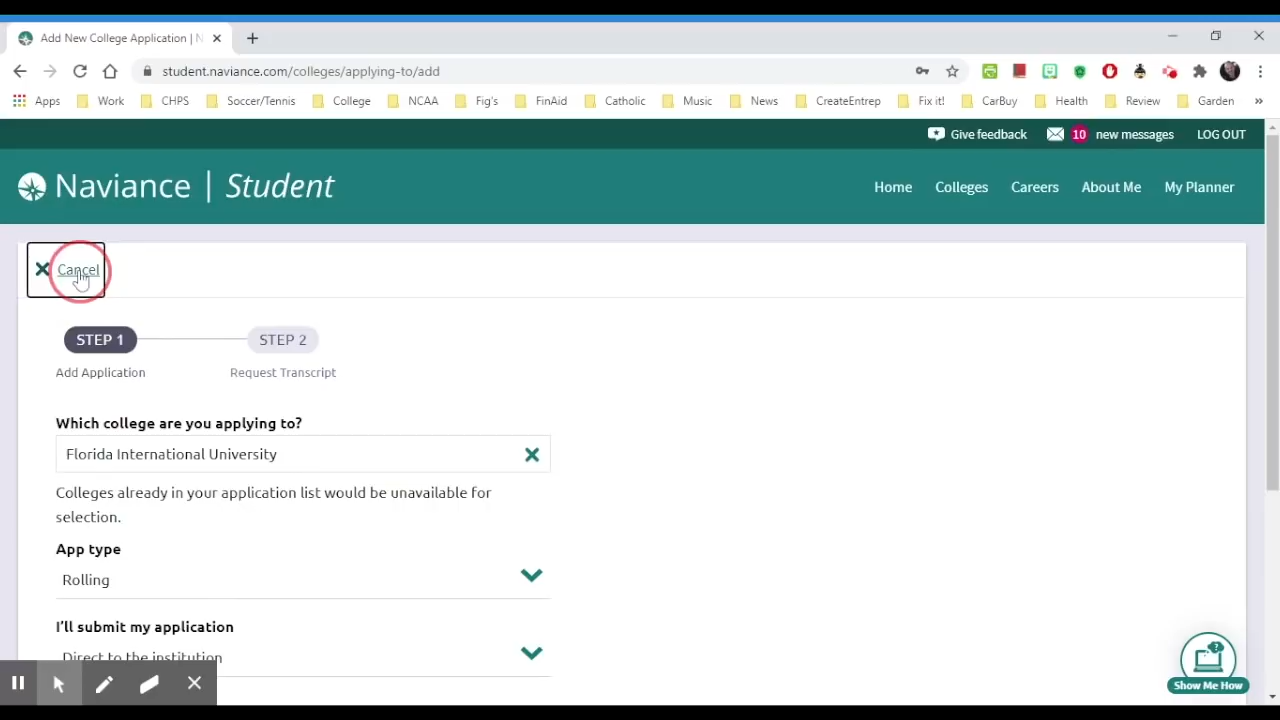 Add New College Application | N
student.naviance.com/colleges/applying-to/add
Apps Work CHPS Soccer/Tennis College NCAA Fig's FinAid Catholic Music News CreateEntrep Fix it! CarBuy Health Review Garden »
Give feedback 10 new messages LOG OUT
Naviance | Student Home Colleges Careers About Me My Planner
Cancel
STEP 1 STEP 2
Add Application Request Transcript
Which college are you applying to?
Florida International University
Colleges already in your application list would be unavailable for
selection.
App type
Rolling
I'll submit my application
Direct to the institution
Show Me How